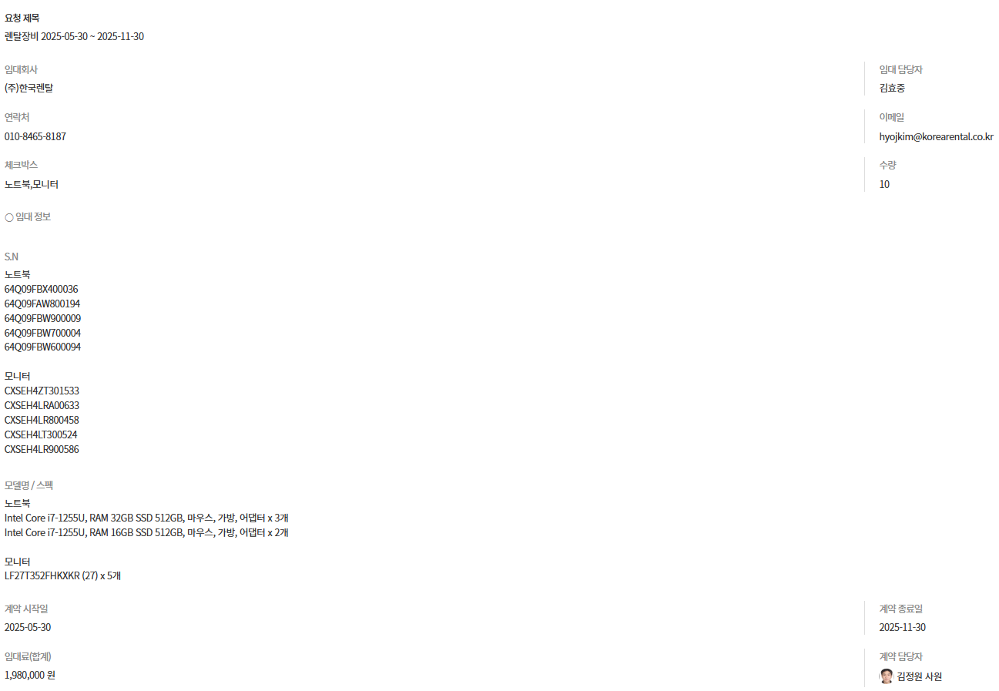 요청 제목
렌탈장비 2025-05-30 ~ 2025-11-30
임대회사
(주)한국렌탈
임대 담당자
김효중
연락처
010-8465-8187
이메일
hyojkim@korearental.co.kr
체크박스
노트북,모니터
수량
10
○ 임대 정보
S.N
노트북
64Q09FBX400036
64Q09FAW800194
64Q09FBW900009
64Q09FBW700004
64Q09FBW600094
모니터
CXSEH4ZT301533
CXSEH4LRA00633
CXSEH4LR800458
CXSEH4LT300524
CXSEH4LR900586
모델명 / 스펙
노트북
Intel Core i7-1255U, RAM 32GB SSD 512GB, 마우스, 가방, 어댑터 x 3개
Intel Core i7-1255U, RAM 16GB SSD 512GB, 마우스, 가방, 어댑터 x 2개
모니터
LF27T352FHKXKR (27) x 5개
계약 시작일
2025-05-30
계약 종료일
2025-11-30
임대료(합계)
1,980,000 원
계약 담당자
김정원 사원